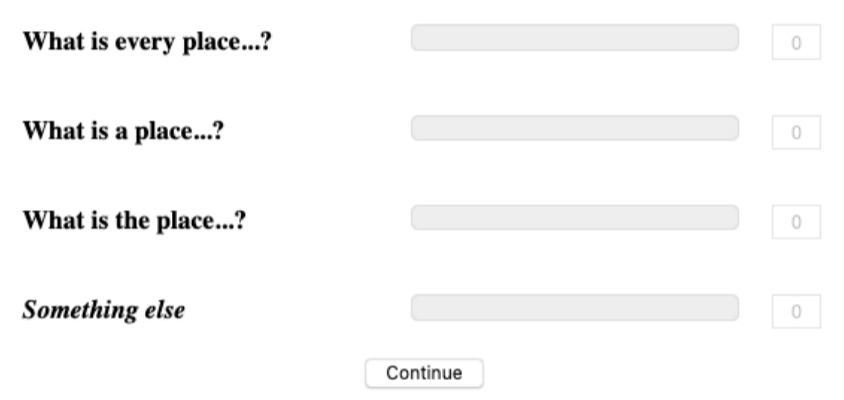 What is every place...? 0
What is a place...? 0
What is the place...? 0
Something else 0
Continue